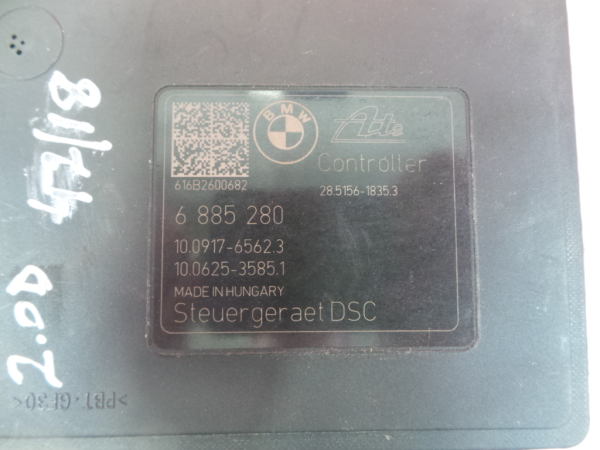 BMW
Ate
Controller
616B2600682
28.5156-1835.3
6 885 280
10.0917-6562.3
10.0625-3585.1
MADE IN HUNGARY
Steuergeraet DSC
2.0D
>PBT-GF30<